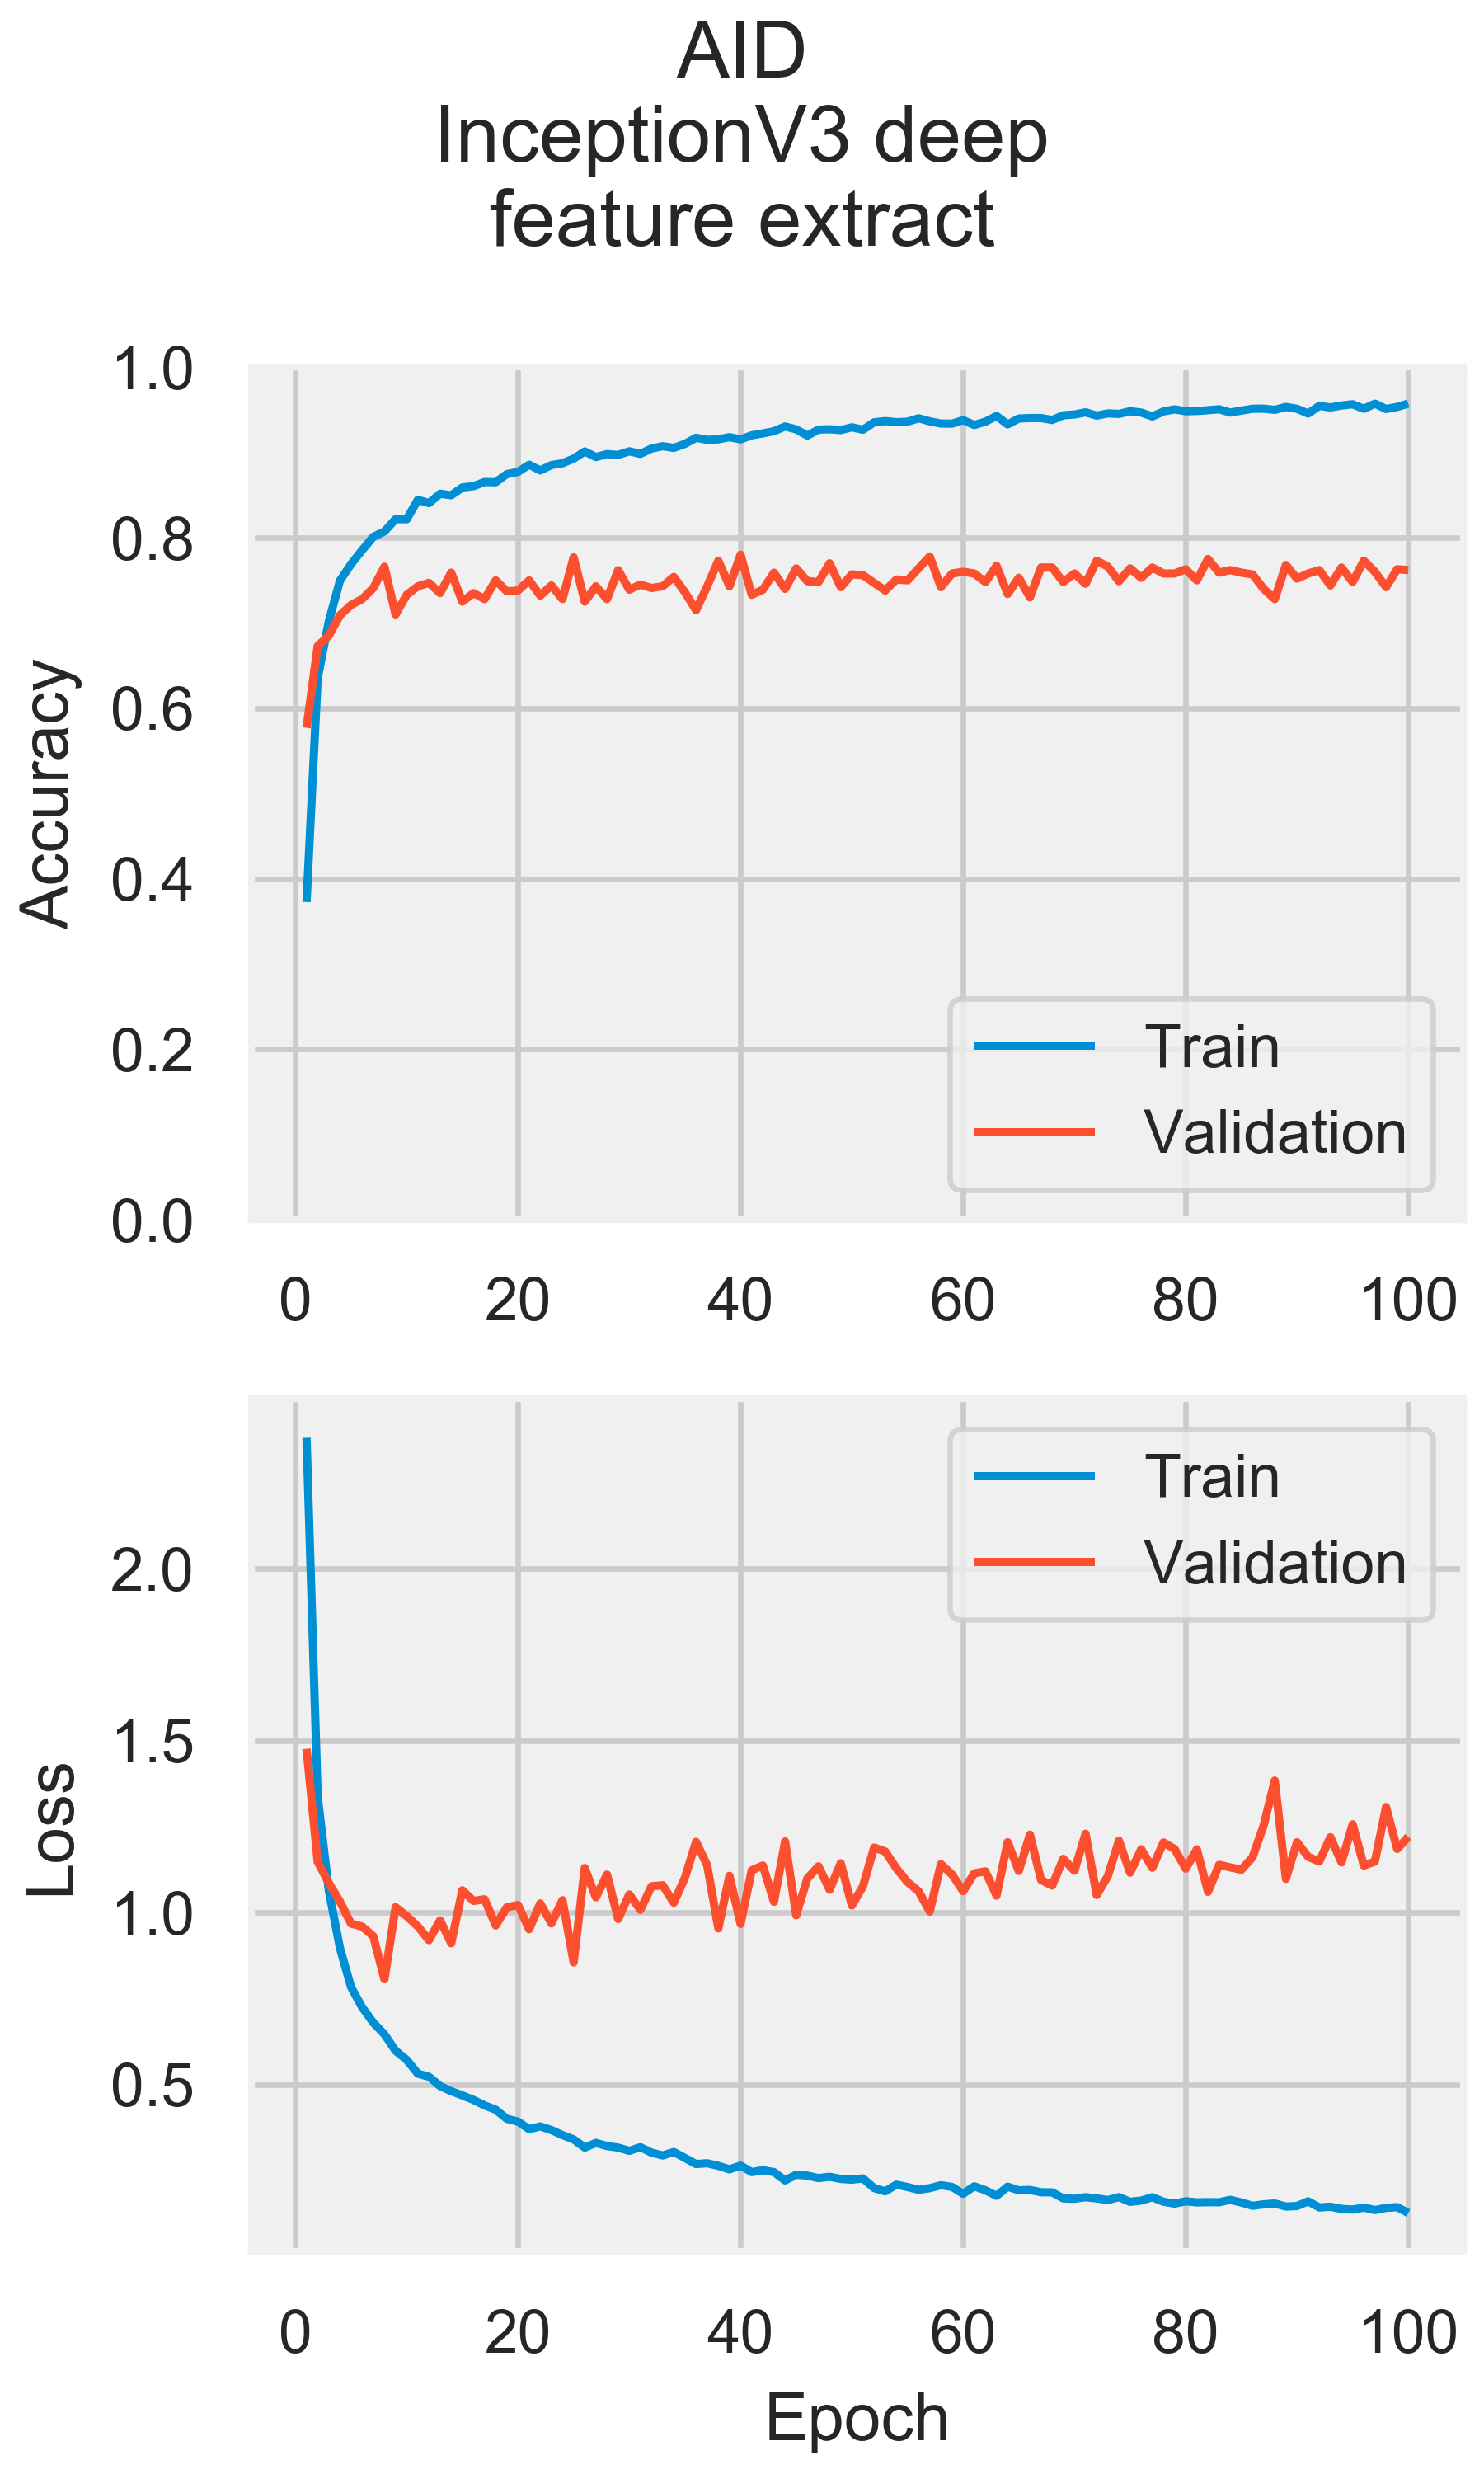 AID
InceptionV3 deep
feature extract
1.0
0.8
0.6
0.4
0.2
0.0
Accuracy
Train
Validation
0 20 40 60 80 100
2.0
1.5
1.0
0.5
Loss
Train
Validation
0 20 40 60 80 100
Epoch